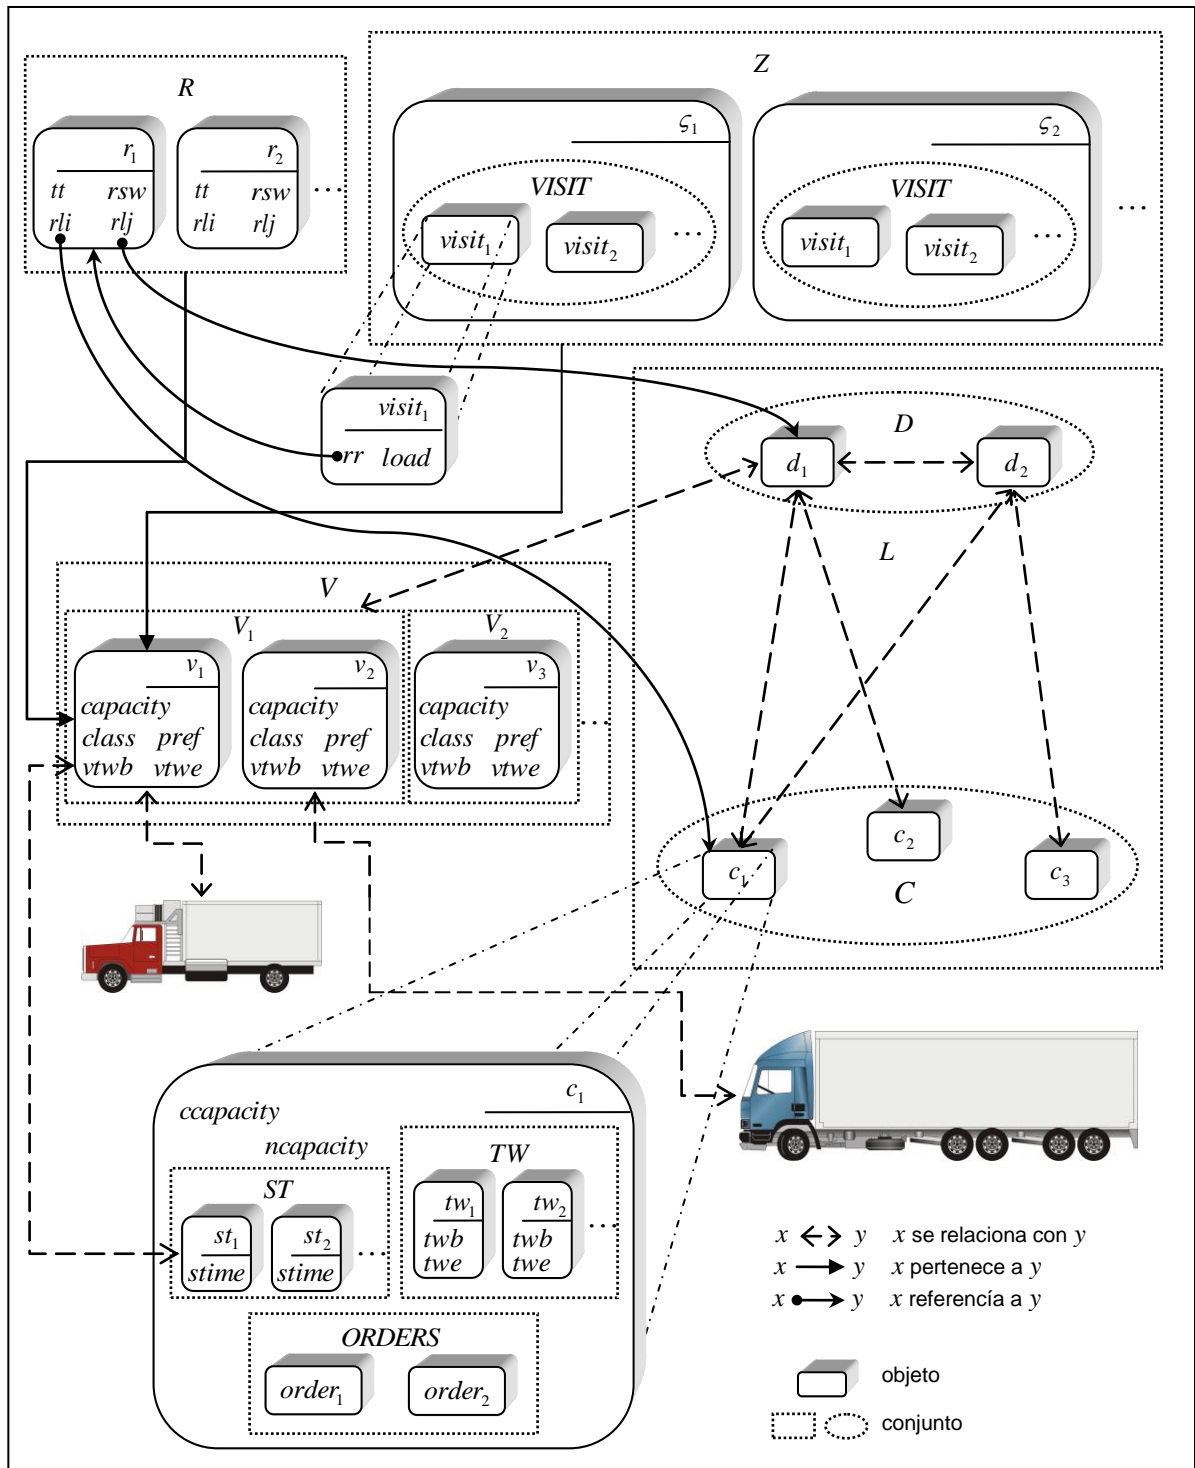 R
r1
tt rsw
rli rlj
r2
tt rsw
rli rlj
...
Z
ς1
VISIT
visit1
visit2
...
ς2
VISIT
visit1
visit2
...
...
visit1
rr load
D
d1
d2
L
V
V1
v1
capacity
class pref
vtwb vtwe
v2
capacity
class pref
vtwb vtwe
V2
v3
capacity
class pref
vtwb vtwe
...
c1
c2
c3
C
c1
ccapacity
ncapacity
ST
st1
stime
st2
stime
...
TW
tw1
twb
twe
tw2
twb
twe
...
ORDERS
order1
order2
x y x se relaciona con y
x y x pertenece a y
x y x referencía a y
objeto
conjunto